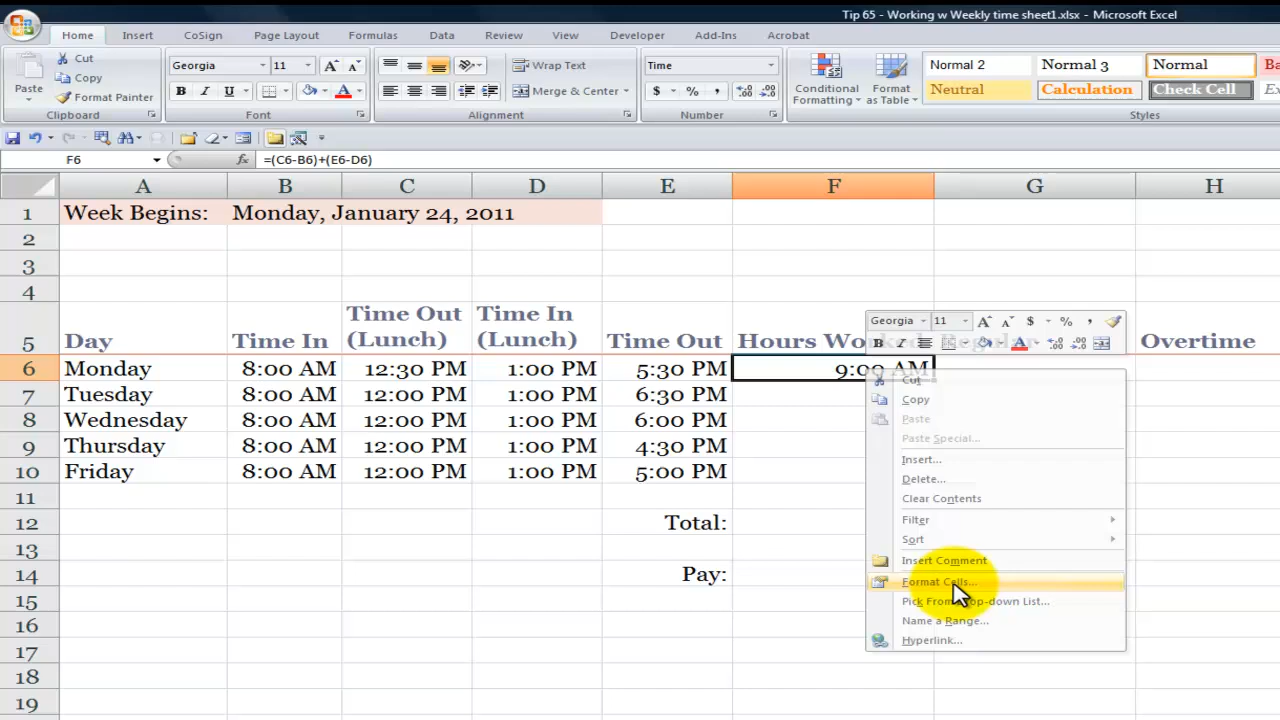 Tip 65 - Working w Weekly time sheet1.xlsx - Microsoft Excel
Home Insert CoSign Page Layout Formulas Data Review View Developer Add-Ins Acrobat
Paste Cut Copy Format Painter
Georgia 11 A A
B I U A
Wrap Text
Merge & Center
Time
$ % ,
Conditional Formatting Format as Table
Normal 2 Normal 3 Normal Ba
Neutral Calculation Check Cell Ex
Clipboard Font Alignment Number Styles
F6 fx =(C6-B6)+(E6-D6)
A B C D E F G H
1 Week Begins: Monday, January 24, 2011
2
3
4
Time Out Time In
5 Day Time In (Lunch) (Lunch) Time Out Hours Overtime
6 Monday 8:00 AM 12:30 PM 1:00 PM 5:30 PM 9:00 AM
7 Tuesday 8:00 AM 12:00 PM 1:00 PM 6:30 PM
8 Wednesday 8:00 AM 12:00 PM 1:00 PM 6:00 PM
9 Thursday 8:00 AM 12:00 PM 1:00 PM 4:30 PM
10 Friday 8:00 AM 12:00 PM 1:00 PM 5:00 PM
11
12 Total:
13
14 Pay:
15
16
17
18
19
Georgia 11 A A $ % ,
B I A
Cut
Copy
Paste
Paste Special...
Insert...
Delete...
Clear Contents
Filter
Sort
Insert Comment
Format Cells...
Pick From Drop-down List...
Name a Range...
Hyperlink...